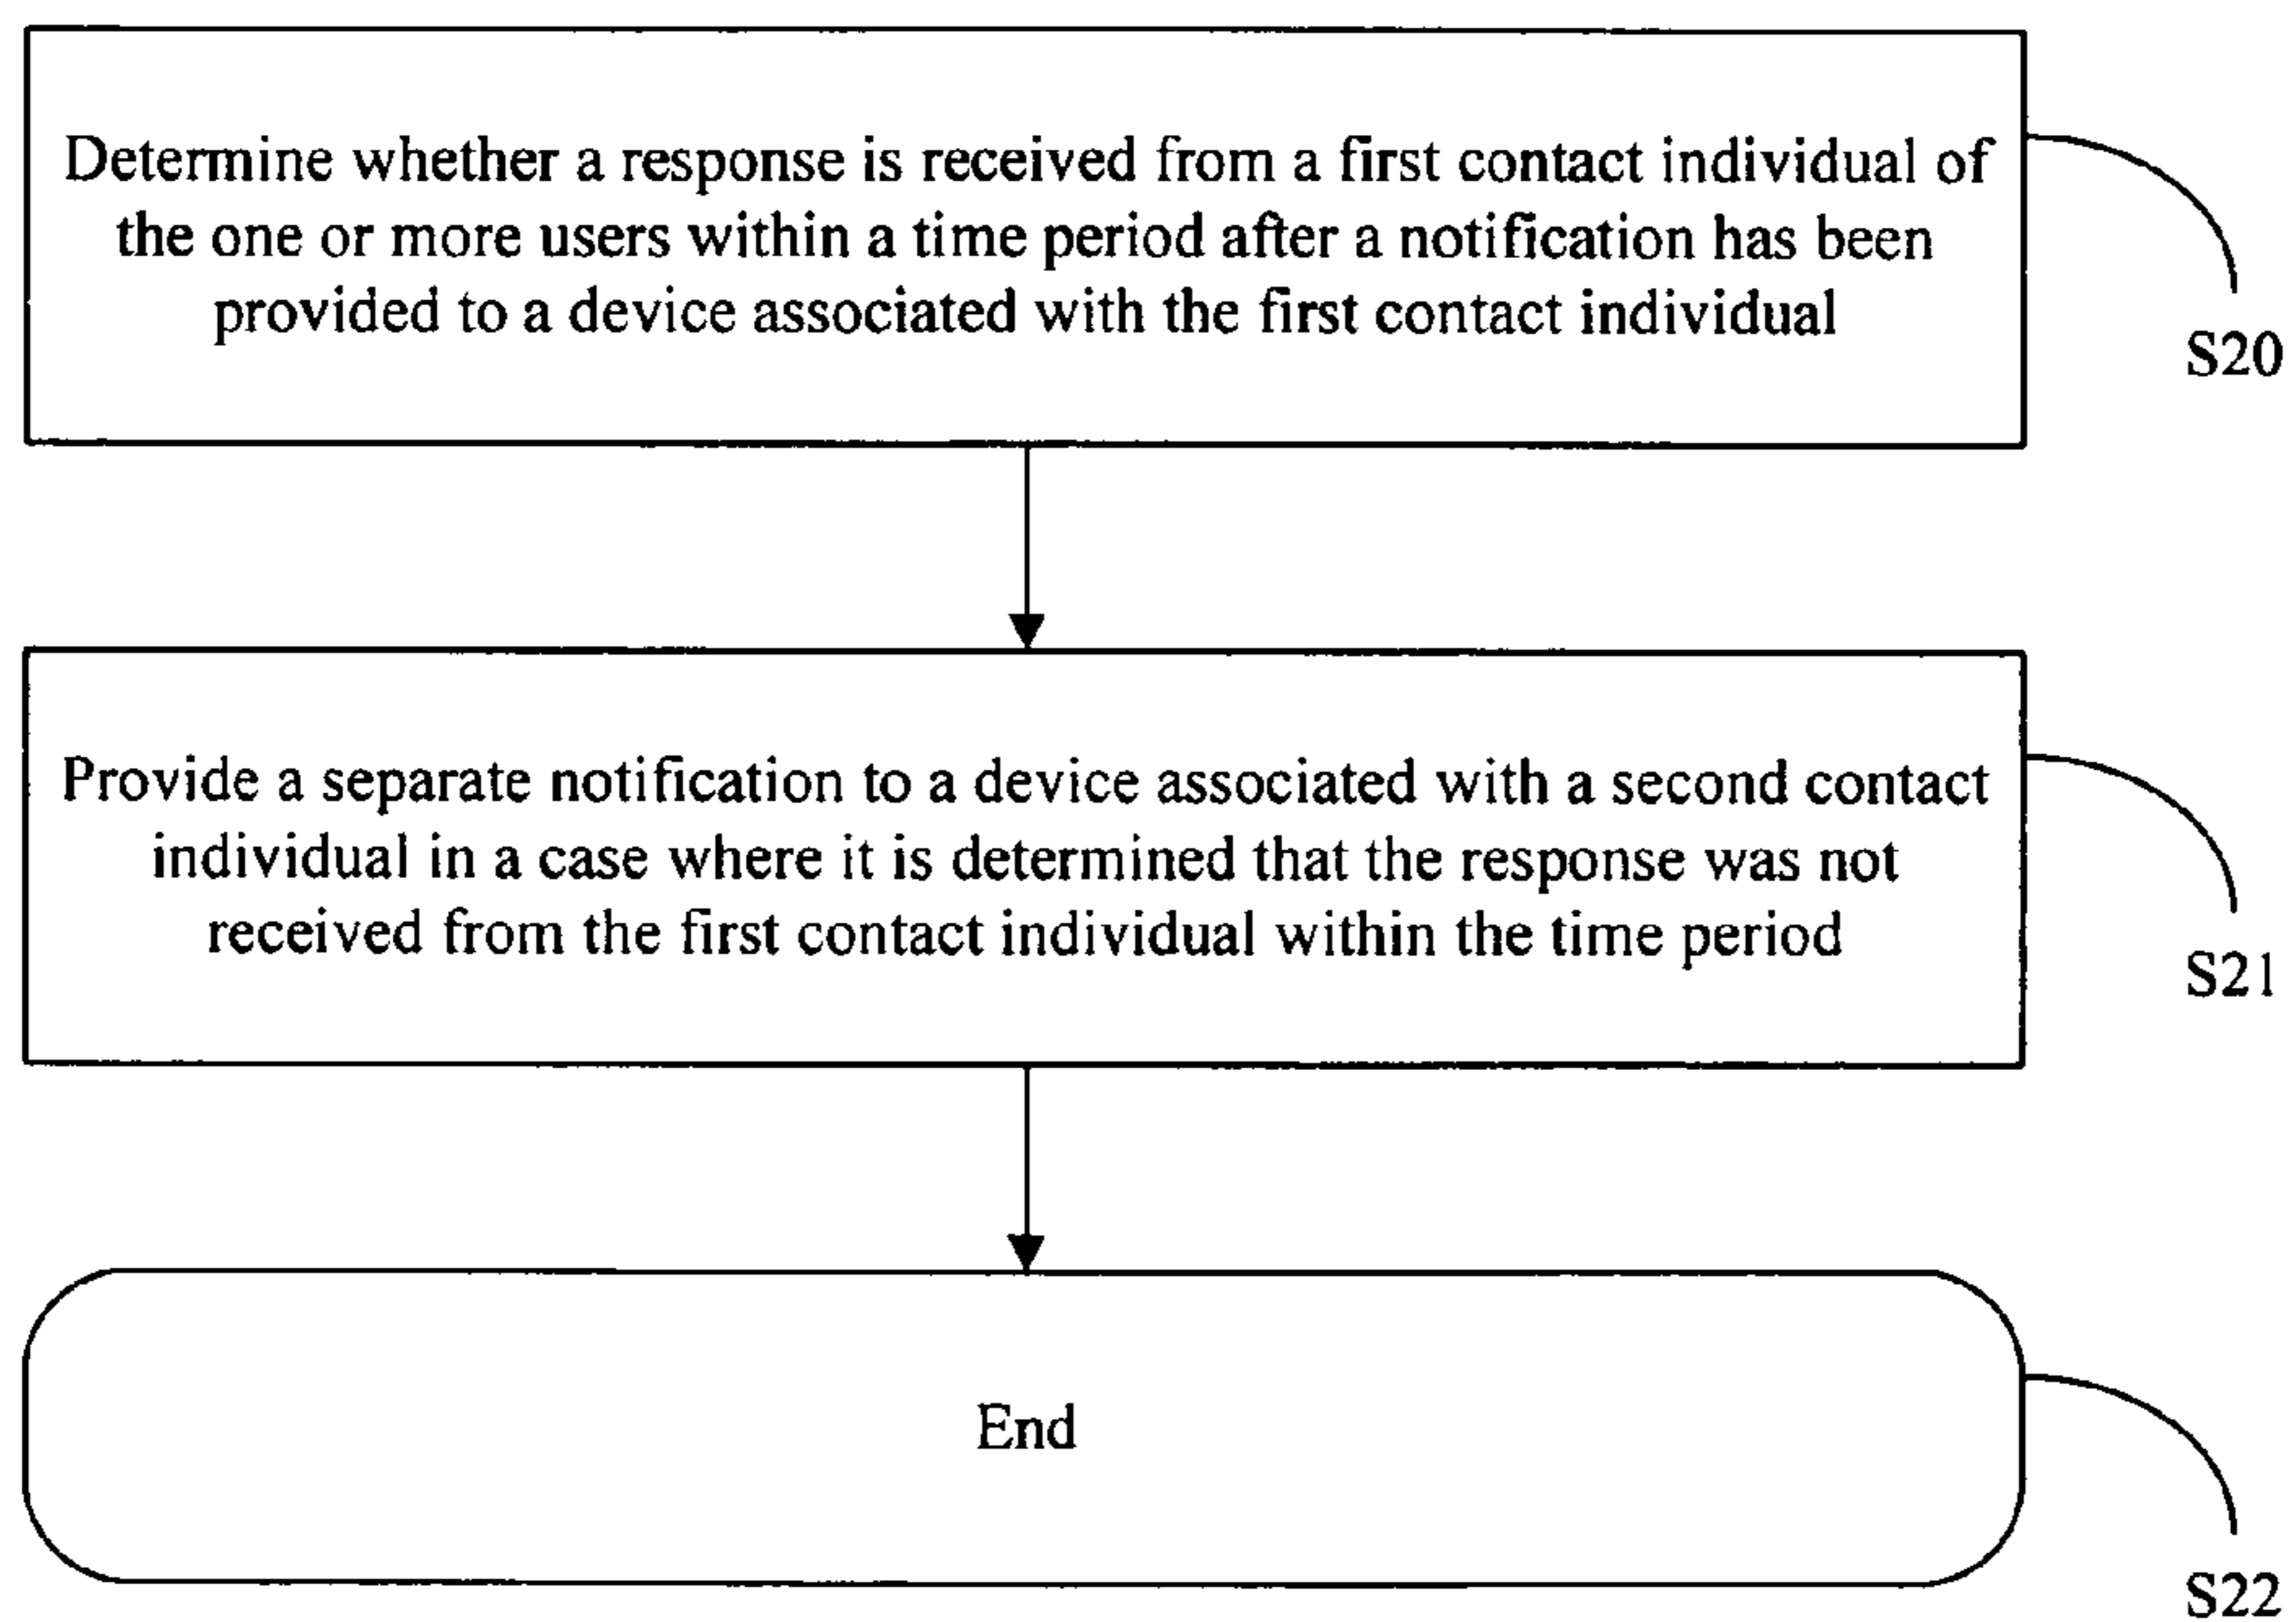 Determine whether a response is received from a first contact individual of
the one or more users within a time period after a notification has been
provided to a device associated with the first contact individual
S20
Provide a separate notification to a device associated with a second contact
individual in a case where it is determined that the response was not
received from the first contact individual within the time period
S21
End
S22